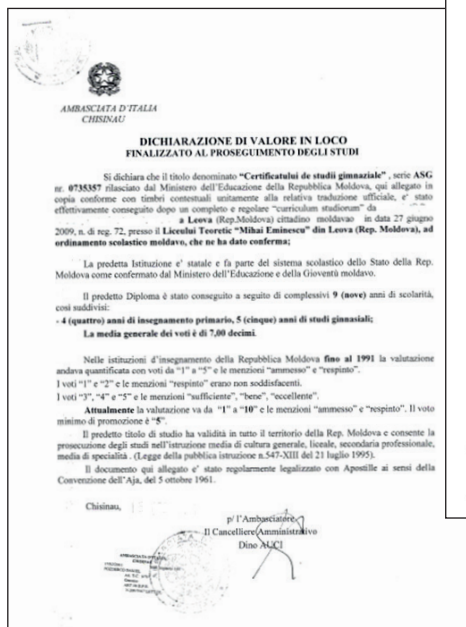 AMBASCIATA D'ITALIA
CHISINAU
DICHIARAZIONE DI VALORE IN LOCO
FINALIZZATO AL PROSEGUIMENTO DEGLI STUDI
Si dichiara che il titolo denominato "Certificatului de studii gimnaziale" , serie ASG
nr. 0735357 rilasciato dal Ministero dell'Educazione della Repubblica Moldova, qui allegato in
copia conforme con timbri contestuali unitamente alla relativa traduzione ufficiale, e' stato
effettivamente conseguito dopo un completo e regolare "curriculum studiorum" da
a Leova (Rep.Moldova) cittadino moldavao in data 27 giugno
2009, n. di reg. 72, presso il Liceului Teoretic "Mihai Eminescu" din Leova (Rep. Moldova), ad
ordinamento scolastico moldavo, che ne ha dato conferma;
La predetta Istituzione e' statale e fa parte del sistema scolastico dello Stato della Rep.
Moldova come confermato dal Ministero dell'Educazione e della Gioventù moldavo.
Il predetto Diploma è stato conseguito a seguito di complessivi 9 (nove) anni di scolarità,
cosi suddivisi:
- 4 (quattro) anni di insegnamento primario, 5 (cinque) anni di studi ginnasiali;
La media generale dei voti è di 7,00 decimi.
Nelle istituzioni d'insegnamento della Repubblica Moldova fino al 1991 la valutazione
andava quantificata con voti da "1" a "5" e le menzioni "ammesso" e "respinto".
I voti "1" e "2" e le menzioni "respinto" erano non soddisfacenti.
I voti "3", "4" e "5" e le menzioni "sufficiente", "bene", "eccellente".
Attualmente la valutazione va da "1" a "10" e le menzioni "ammesso" e "respinto". Il voto
minimo di promozione è "5".
Il predetto titolo di studio ha validità in tutto il territorio della Rep. Moldova e consente la
prosecuzione degli studi nell'istruzione media di cultura generale, liceale, secondaria professionale,
media di specialità . (Legge della pubblica istruzione n.547-XIII del 21 luglio 1995).
Il documento qui allegato e' stato regolarmente legalizzato con Apostille ai sensi della
Convenzione dell'Aja, del 5 ottobre 1961.
Chisinau,
p/ l'Ambasciatore
Il Cancelliere Amministrativo
Dino AUCI